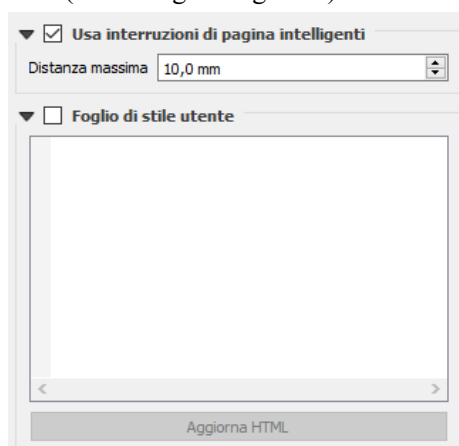 Usa interruzioni di pagina intelligenti
Distanza massima 10,0 mm
Foglio di stile utente
Aggiorna HTML